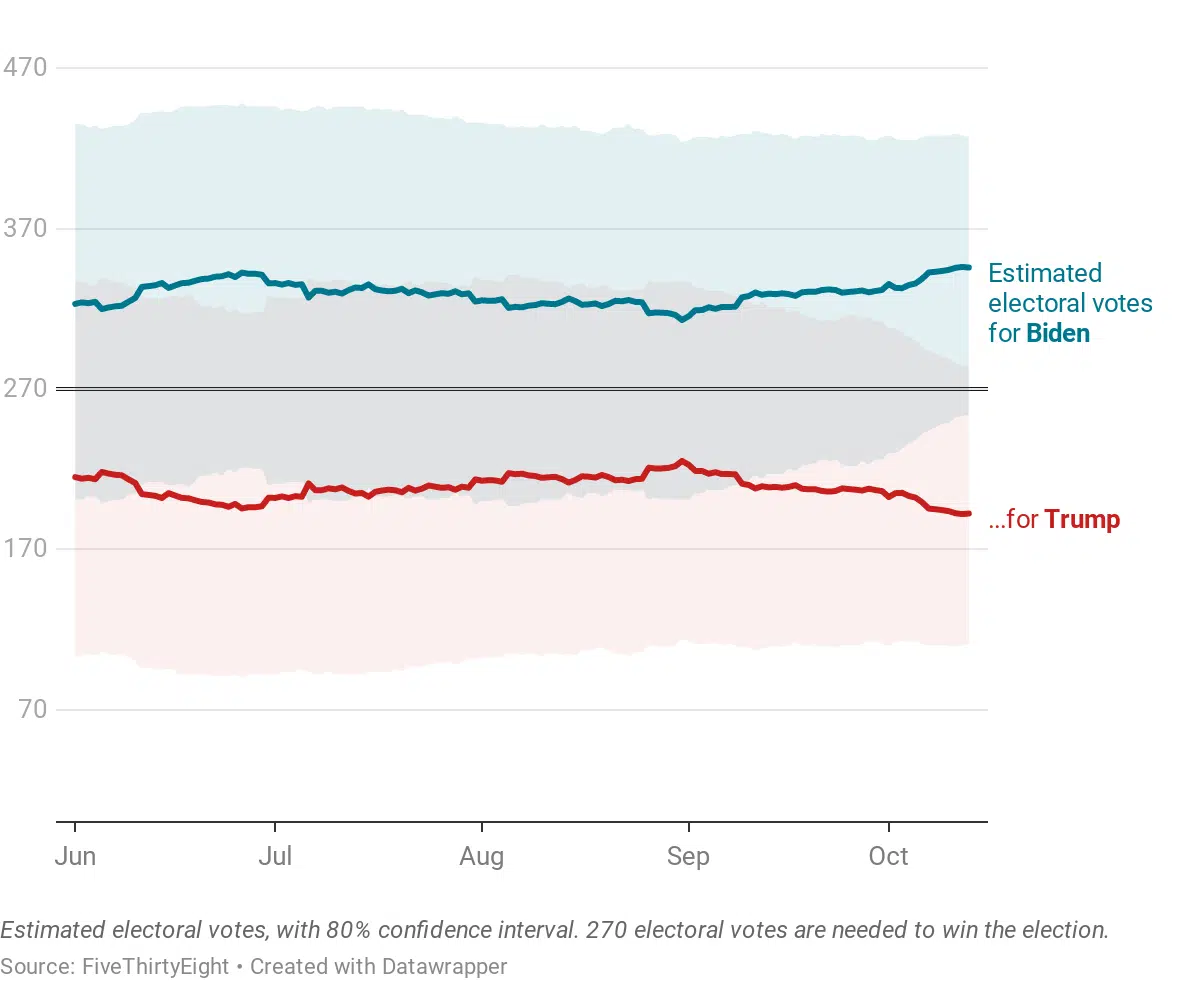 470
370
Estimated
electoral votes
for Biden
270
...for Trump
170
70
Jun Jul Aug Sep Oct
Estimated electoral votes, with 80% confidence interval. 270 electoral votes are needed to win the election.
Source: FiveThirtyEight • Created with Datawrapper